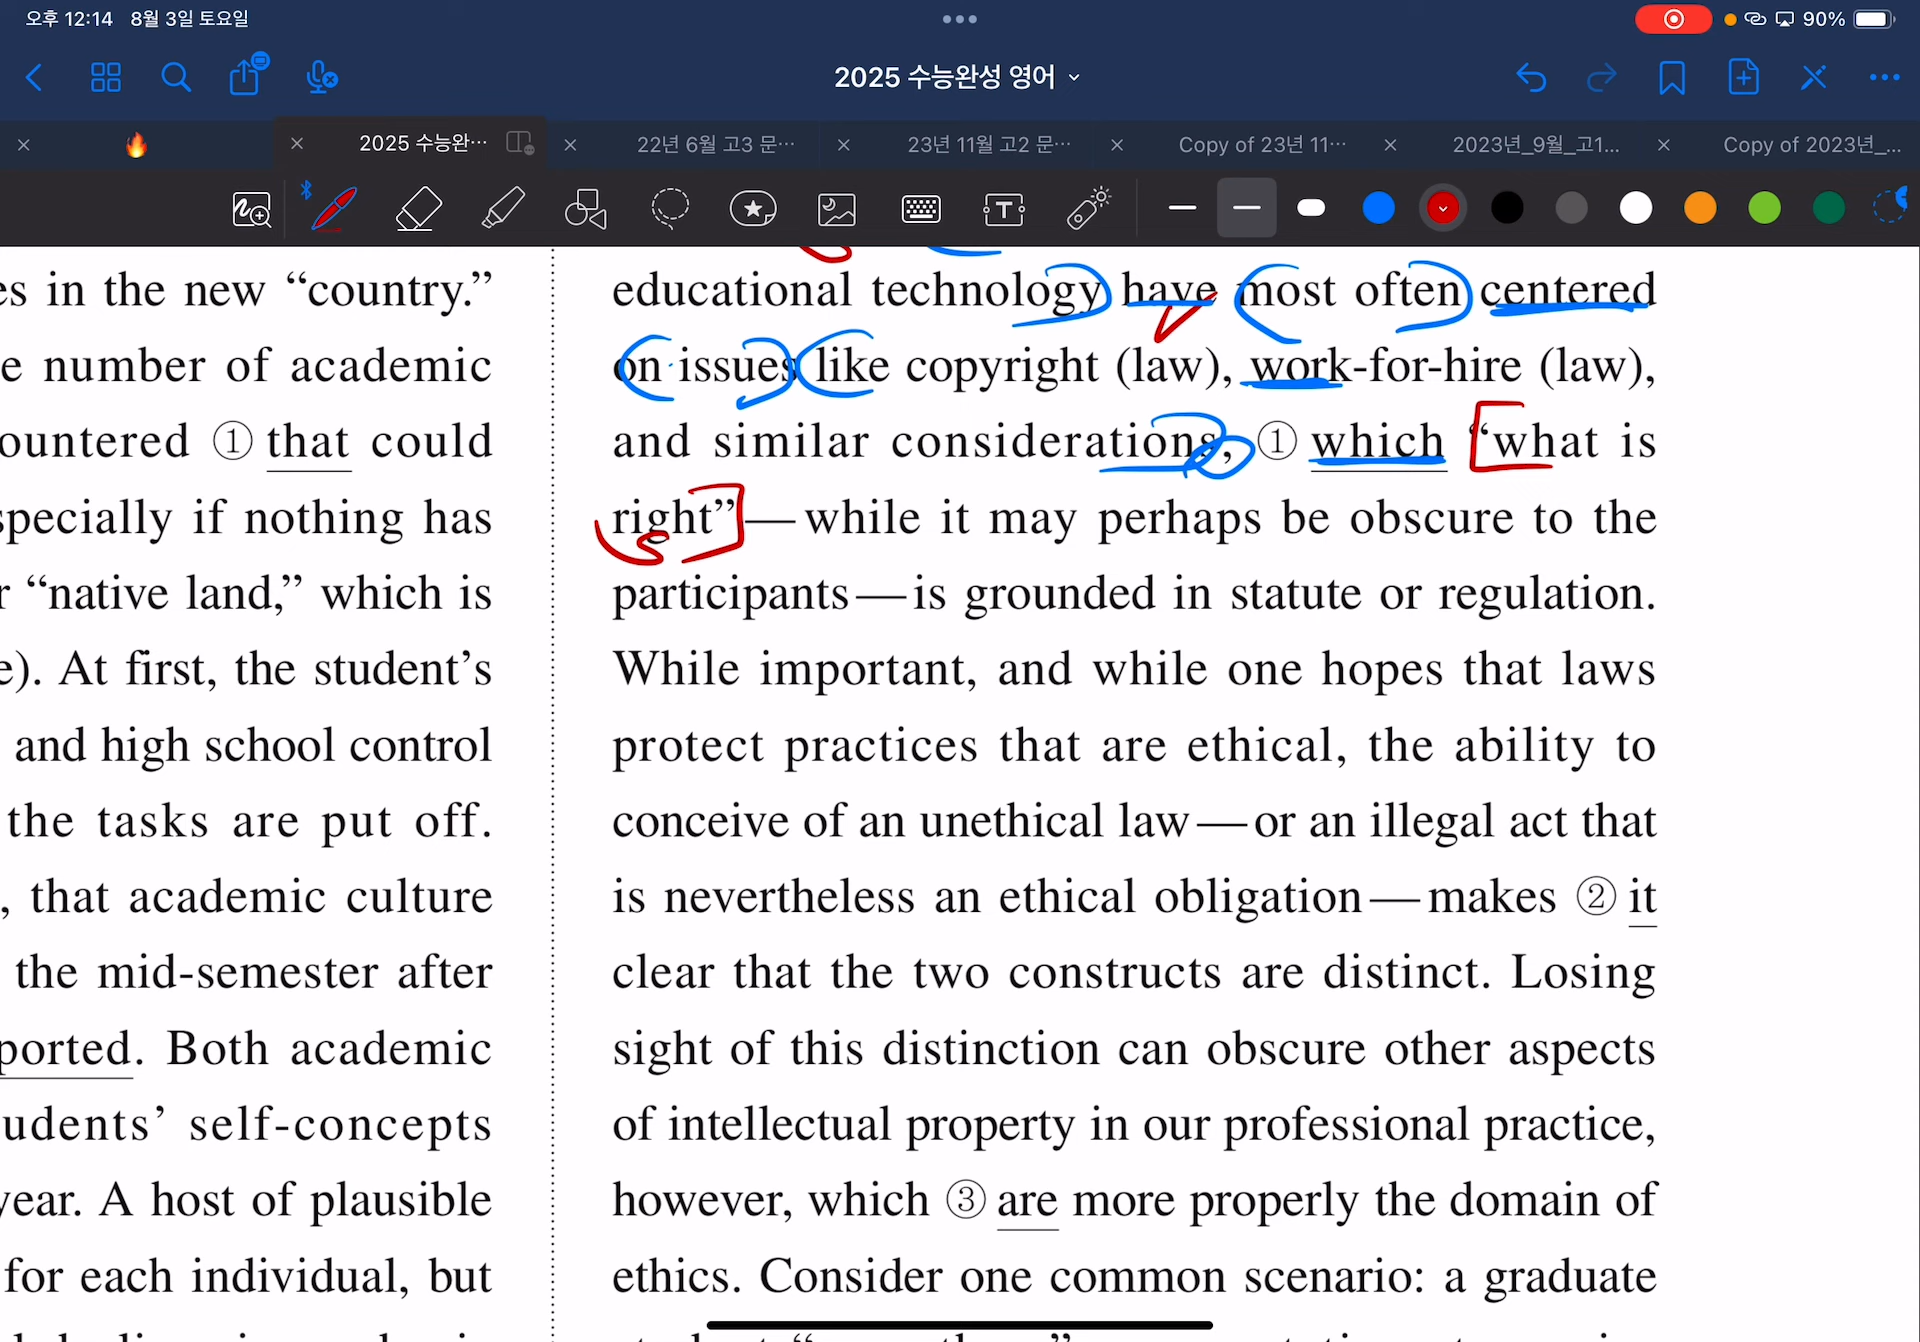 오후 12:14 8월 3일 토요일
90%
2025 수능완성 영어
2025 수능완…
22년 6월 고3 문…
23년 11월 고2 문…
Copy of 23년 11…
2023년_9월_고1...
Copy of 2023년_...
es in the new “country.”
e number of academic
ountered ① that could
specially if nothing has
r “native land,” which is
e). At first, the student’s
and high school control
the tasks are put off.
, that academic culture
the mid-semester after
ported. Both academic
udents’ self-concepts
year. A host of plausible
for each individual, but
educational technology have most often centered
on issues like copyright (law), work-for-hire (law),
and similar considerations, ① which “what is
right”—while it may perhaps be obscure to the
participants—is grounded in statute or regulation.
While important, and while one hopes that laws
protect practices that are ethical, the ability to
conceive of an unethical law—or an illegal act that
is nevertheless an ethical obligation—makes ② it
clear that the two constructs are distinct. Losing
sight of this distinction can obscure other aspects
of intellectual property in our professional practice,
however, which ③ are more properly the domain of
ethics. Consider one common scenario: a graduate